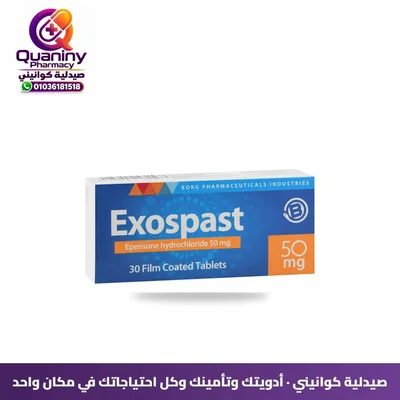 Quaniny
Pharmacy
صيدلية كوانيني
01036181518
BORG PHARMACEUTICALS INDUSTRIES
Exospast
Eperisone hydrochloride 50 mg
30 Film Coated Tablets
B
50
mg
صيدلية كوانيني - أدويتك وتأمينك وكل احتياجاتك في مكان واحد